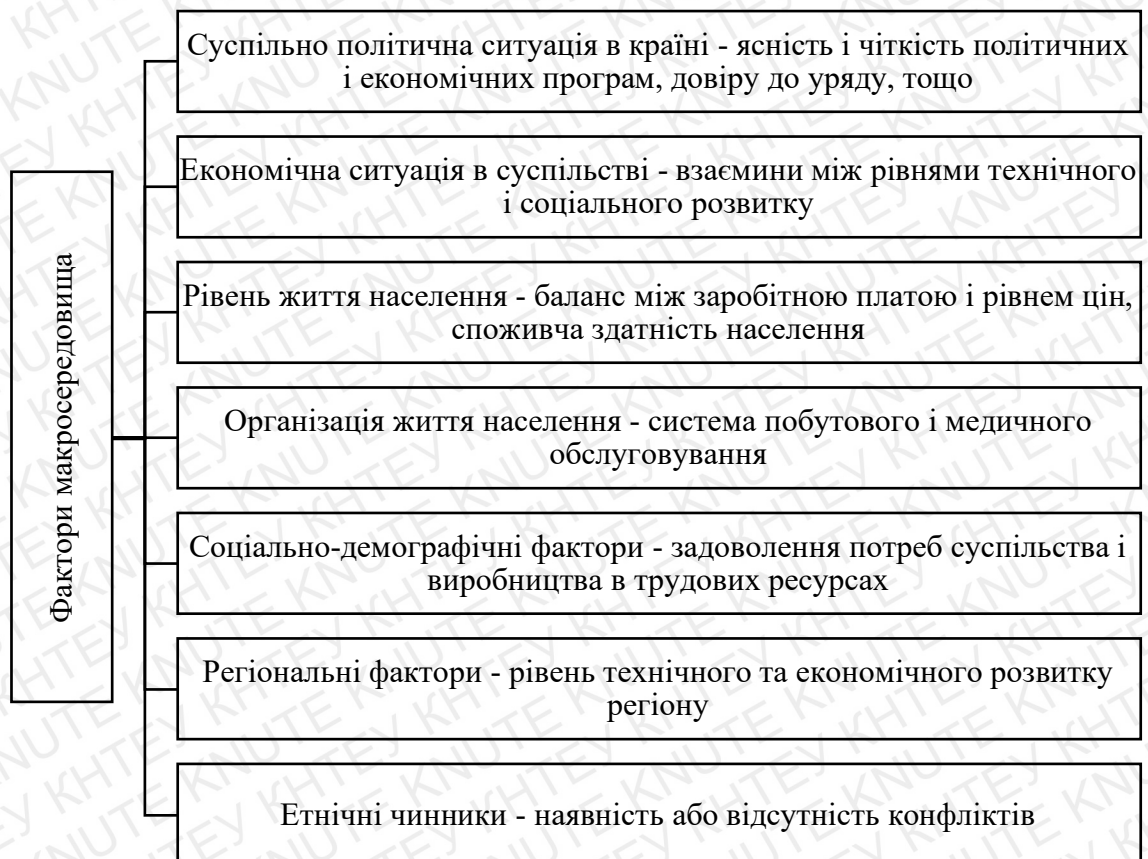 Фактори макросередовища
Суспільно політична ситуація в країні - ясність і чіткість політичних
і економічних програм, довіру до уряду, тощо
Економічна ситуація в суспільстві - взаємини між рівнями технічного
і соціального розвитку
Рівень життя населення - баланс між заробітною платою і рівнем цін,
споживча здатність населення
Організація життя населення - система побутового і медичного
обслуговування
Соціально-демографічні фактори - задоволення потреб суспільства і
виробництва в трудових ресурсах
Регіональні фактори - рівень технічного та економічного розвитку
регіону
Етнічні чинники - наявність або відсутність конфліктів